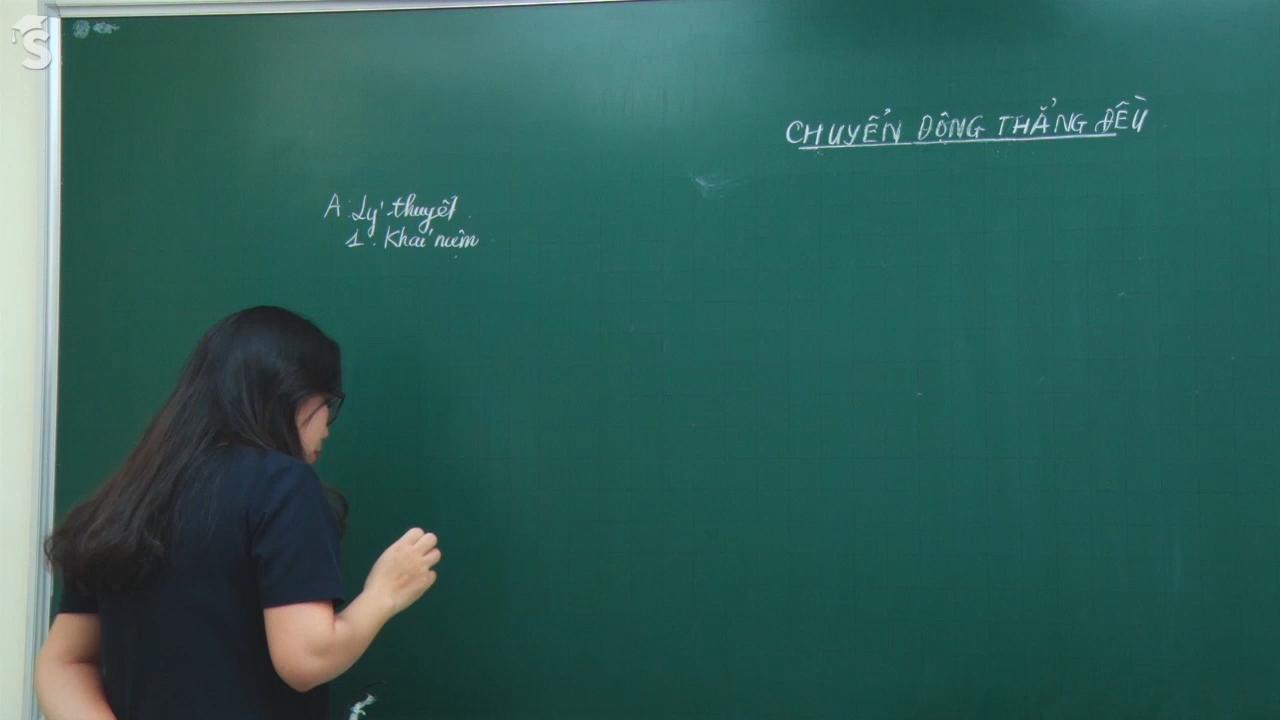 CHUYỂN ĐỘNG THẲNG ĐỀU
A. Lý thuyết
1. Khái niệm
S